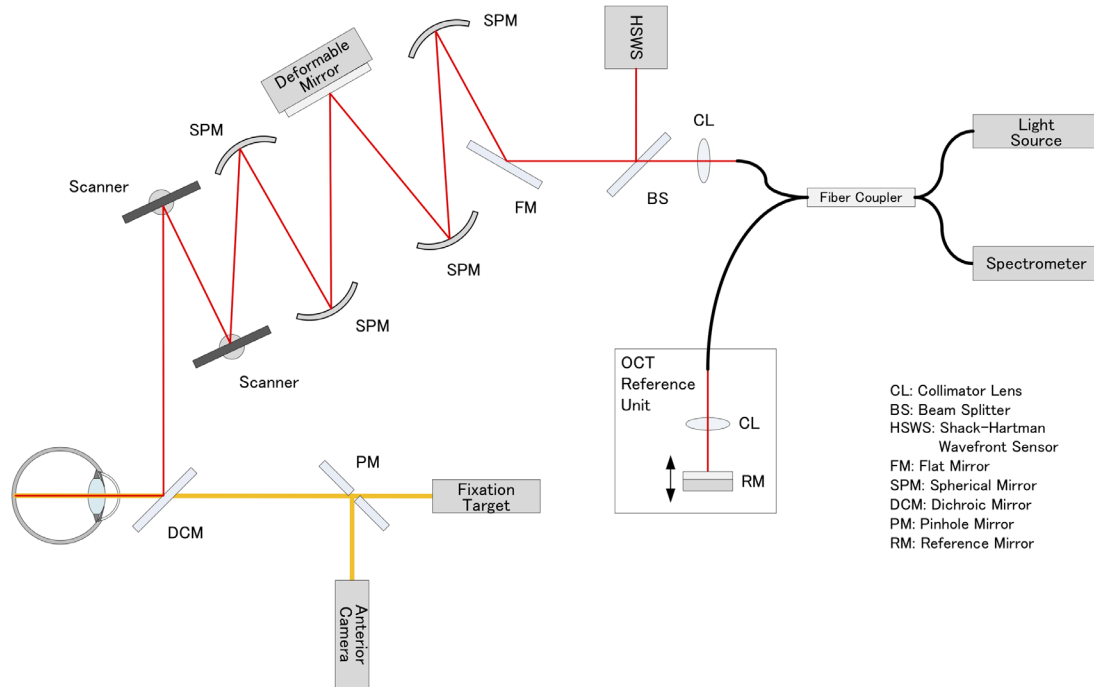 SPM
HSWS
Deformable
Mirror
CL
SPM
Light
Source
Scanner
FM
BS
Fiber Coupler
SPM
Spectrometer
SPM
Scanner
OCT
Reference
Unit
CL
RM
PM
Fixation
Target
DCM
Anterior
Camera
CL: Collimator Lens
BS: Beam Splitter
HSWS: Shack-Hartman
Wavefront Sensor
FM: Flat Mirror
SPM: Spherical Mirror
DCM: Dichroic Mirror
PM: Pinhole Mirror
RM: Reference Mirror